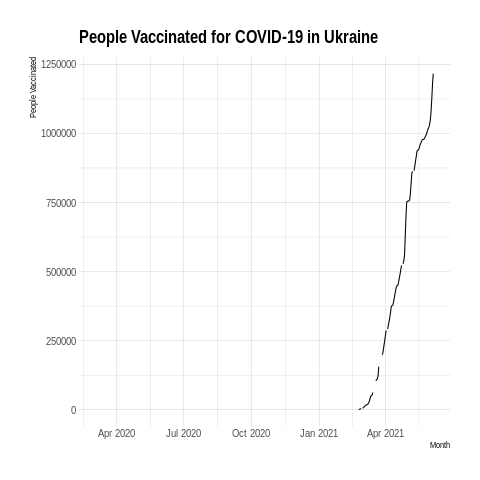 People Vaccinated for COVID-19 in Ukraine
People Vaccinated
1250000
1000000
750000
500000
250000
0
Apr 2020 Jul 2020 Oct 2020 Jan 2021 Apr 2021
Month